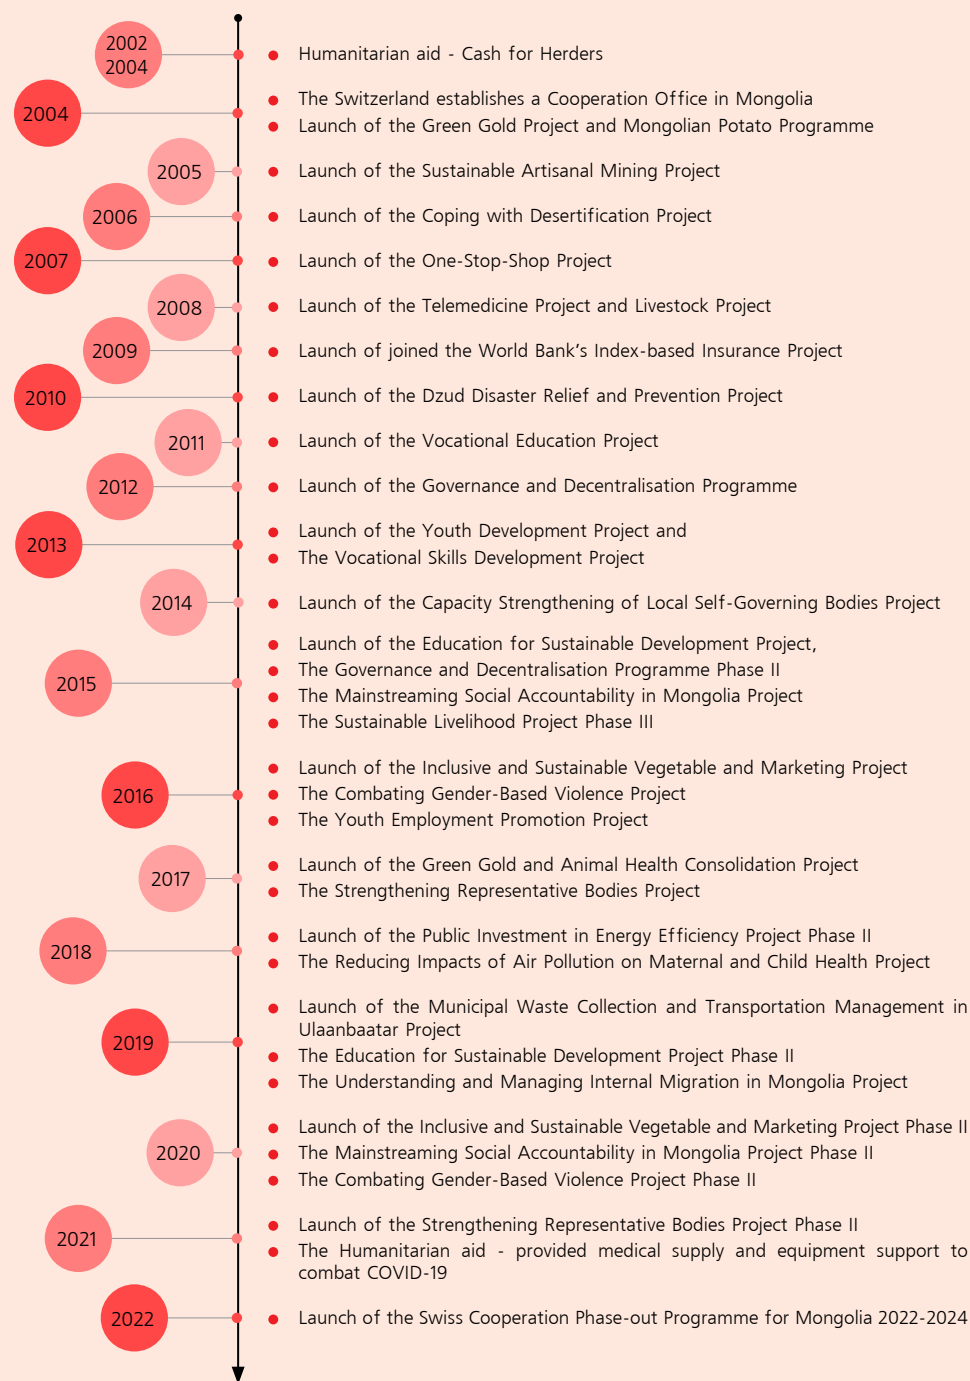 2002
2004
Humanitarian aid - Cash for Herders
2004
The Switzerland establishes a Cooperation Office in Mongolia
Launch of the Green Gold Project and Mongolian Potato Programme
2005
Launch of the Sustainable Artisanal Mining Project
2006
Launch of the Coping with Desertification Project
2007
Launch of the One-Stop-Shop Project
2008
Launch of the Telemedicine Project and Livestock Project
2009
Launch of joined the World Bank’s Index-based Insurance Project
2010
Launch of the Dzud Disaster Relief and Prevention Project
2011
Launch of the Vocational Education Project
2012
Launch of the Governance and Decentralisation Programme
2013
Launch of the Youth Development Project and
The Vocational Skills Development Project
2014
Launch of the Capacity Strengthening of Local Self-Governing Bodies Project
2015
Launch of the Education for Sustainable Development Project,
The Governance and Decentralisation Programme Phase II
The Mainstreaming Social Accountability in Mongolia Project
The Sustainable Livelihood Project Phase III
2016
Launch of the Inclusive and Sustainable Vegetable and Marketing Project
The Combating Gender-Based Violence Project
The Youth Employment Promotion Project
2017
Launch of the Green Gold and Animal Health Consolidation Project
The Strengthening Representative Bodies Project
2018
Launch of the Public Investment in Energy Efficiency Project Phase II
The Reducing Impacts of Air Pollution on Maternal and Child Health Project
2019
Launch of the Municipal Waste Collection and Transportation Management in
Ulaanbaatar Project
The Education for Sustainable Development Project Phase II
The Understanding and Managing Internal Migration in Mongolia Project
2020
Launch of the Inclusive and Sustainable Vegetable and Marketing Project Phase II
The Mainstreaming Social Accountability in Mongolia Project Phase II
The Combating Gender-Based Violence Project Phase II
2021
Launch of the Strengthening Representative Bodies Project Phase II
The Humanitarian aid - provided medical supply and equipment support to
combat COVID-19
2022
Launch of the Swiss Cooperation Phase-out Programme for Mongolia 2022-2024